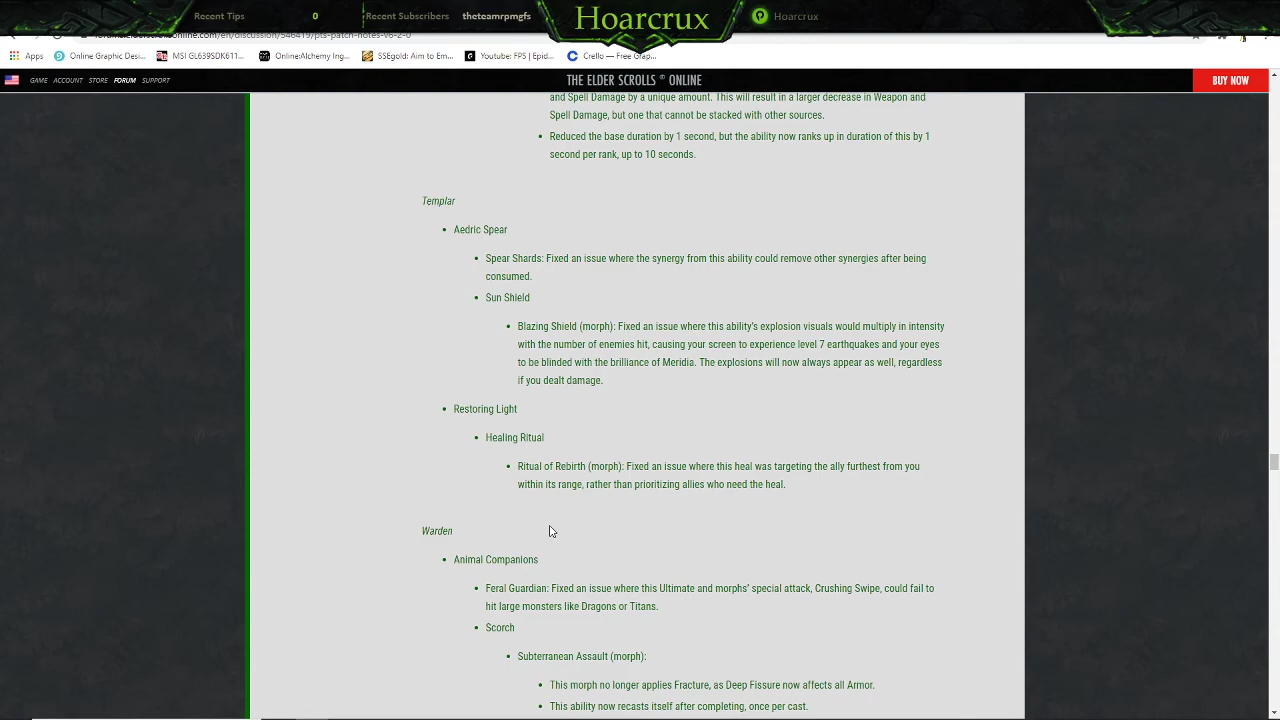 Recent Tips
0
Recent Subscribers
theteamrpmgfs
Hoarcrux
Hoarcrux
en/discussion/546419/pts-patch-notes-v6-2-0
Apps
Online Graphic Desi...
MSI GL639SDK611...
Online:Alchemy Ing...
SSEgold: Aim to Em...
Youtube: FPS | Epid...
Crello — Free Grap...
GAME ACCOUNT STORE FORUM SUPPORT
THE ELDER SCROLLS ® ONLINE
BUY NOW
and Spell Damage by a unique amount. This will result in a larger decrease in Weapon and
Spell Damage, but one that cannot be stacked with other sources.
Reduced the base duration by 1 second, but the ability now ranks up in duration of this by 1
second per rank, up to 10 seconds.
Templar
Aedric Spear
Spear Shards: Fixed an issue where the synergy from this ability could remove other synergies after being
consumed.
Sun Shield
Blazing Shield (morph): Fixed an issue where this ability's explosion visuals would multiply in intensity
with the number of enemies hit, causing your screen to experience level 7 earthquakes and your eyes
to be blinded with the brilliance of Meridia. The explosions will now always appear as well, regardless
if you dealt damage.
Restoring Light
Healing Ritual
Ritual of Rebirth (morph): Fixed an issue where this heal was targeting the ally furthest from you
within its range, rather than prioritizing allies who need the heal.
Warden
Animal Companions
Feral Guardian: Fixed an issue where this Ultimate and morphs' special attack, Crushing Swipe, could fail to
hit large monsters like Dragons or Titans.
Scorch
Subterranean Assault (morph):
This morph no longer applies Fracture, as Deep Fissure now affects all Armor.
This ability now recasts itself after completing, once per cast.